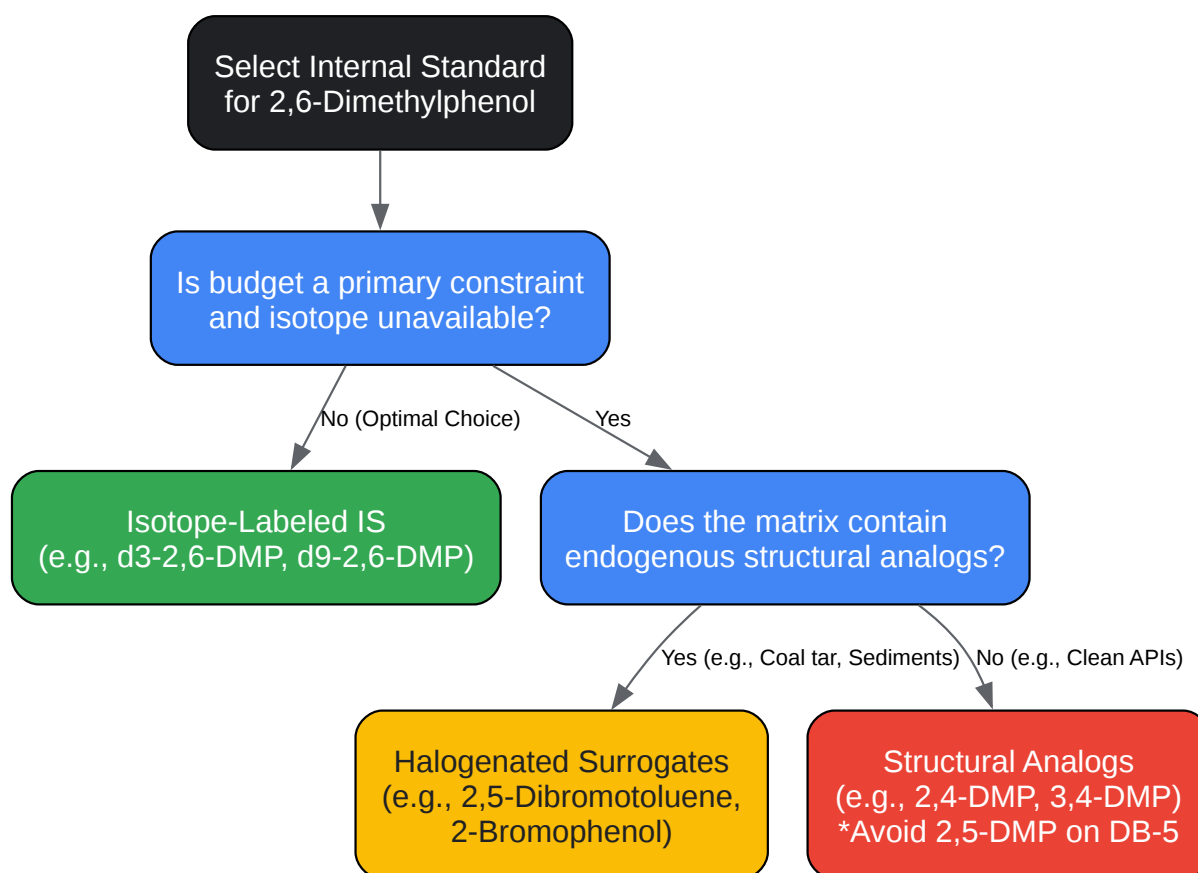 Select Internal Standard
for 2,6-Dimethylphenol
Is budget a primary constraint
and isotope unavailable?
No (Optimal Choice)
Yes
Isotope-Labeled IS
(e.g., d3-2,6-DMP, d9-2,6-DMP)
Does the matrix contain
endogenous structural analogs?
Yes (e.g., Coal tar, Sediments)
No (e.g., Clean APIs)
Halogenated Surrogates
(e.g., 2,5-Dibromotoluene,
2-Bromophenol)
Structural Analogs
(e.g., 2,4-DMP, 3,4-DMP)
*Avoid 2,5-DMP on DB-5